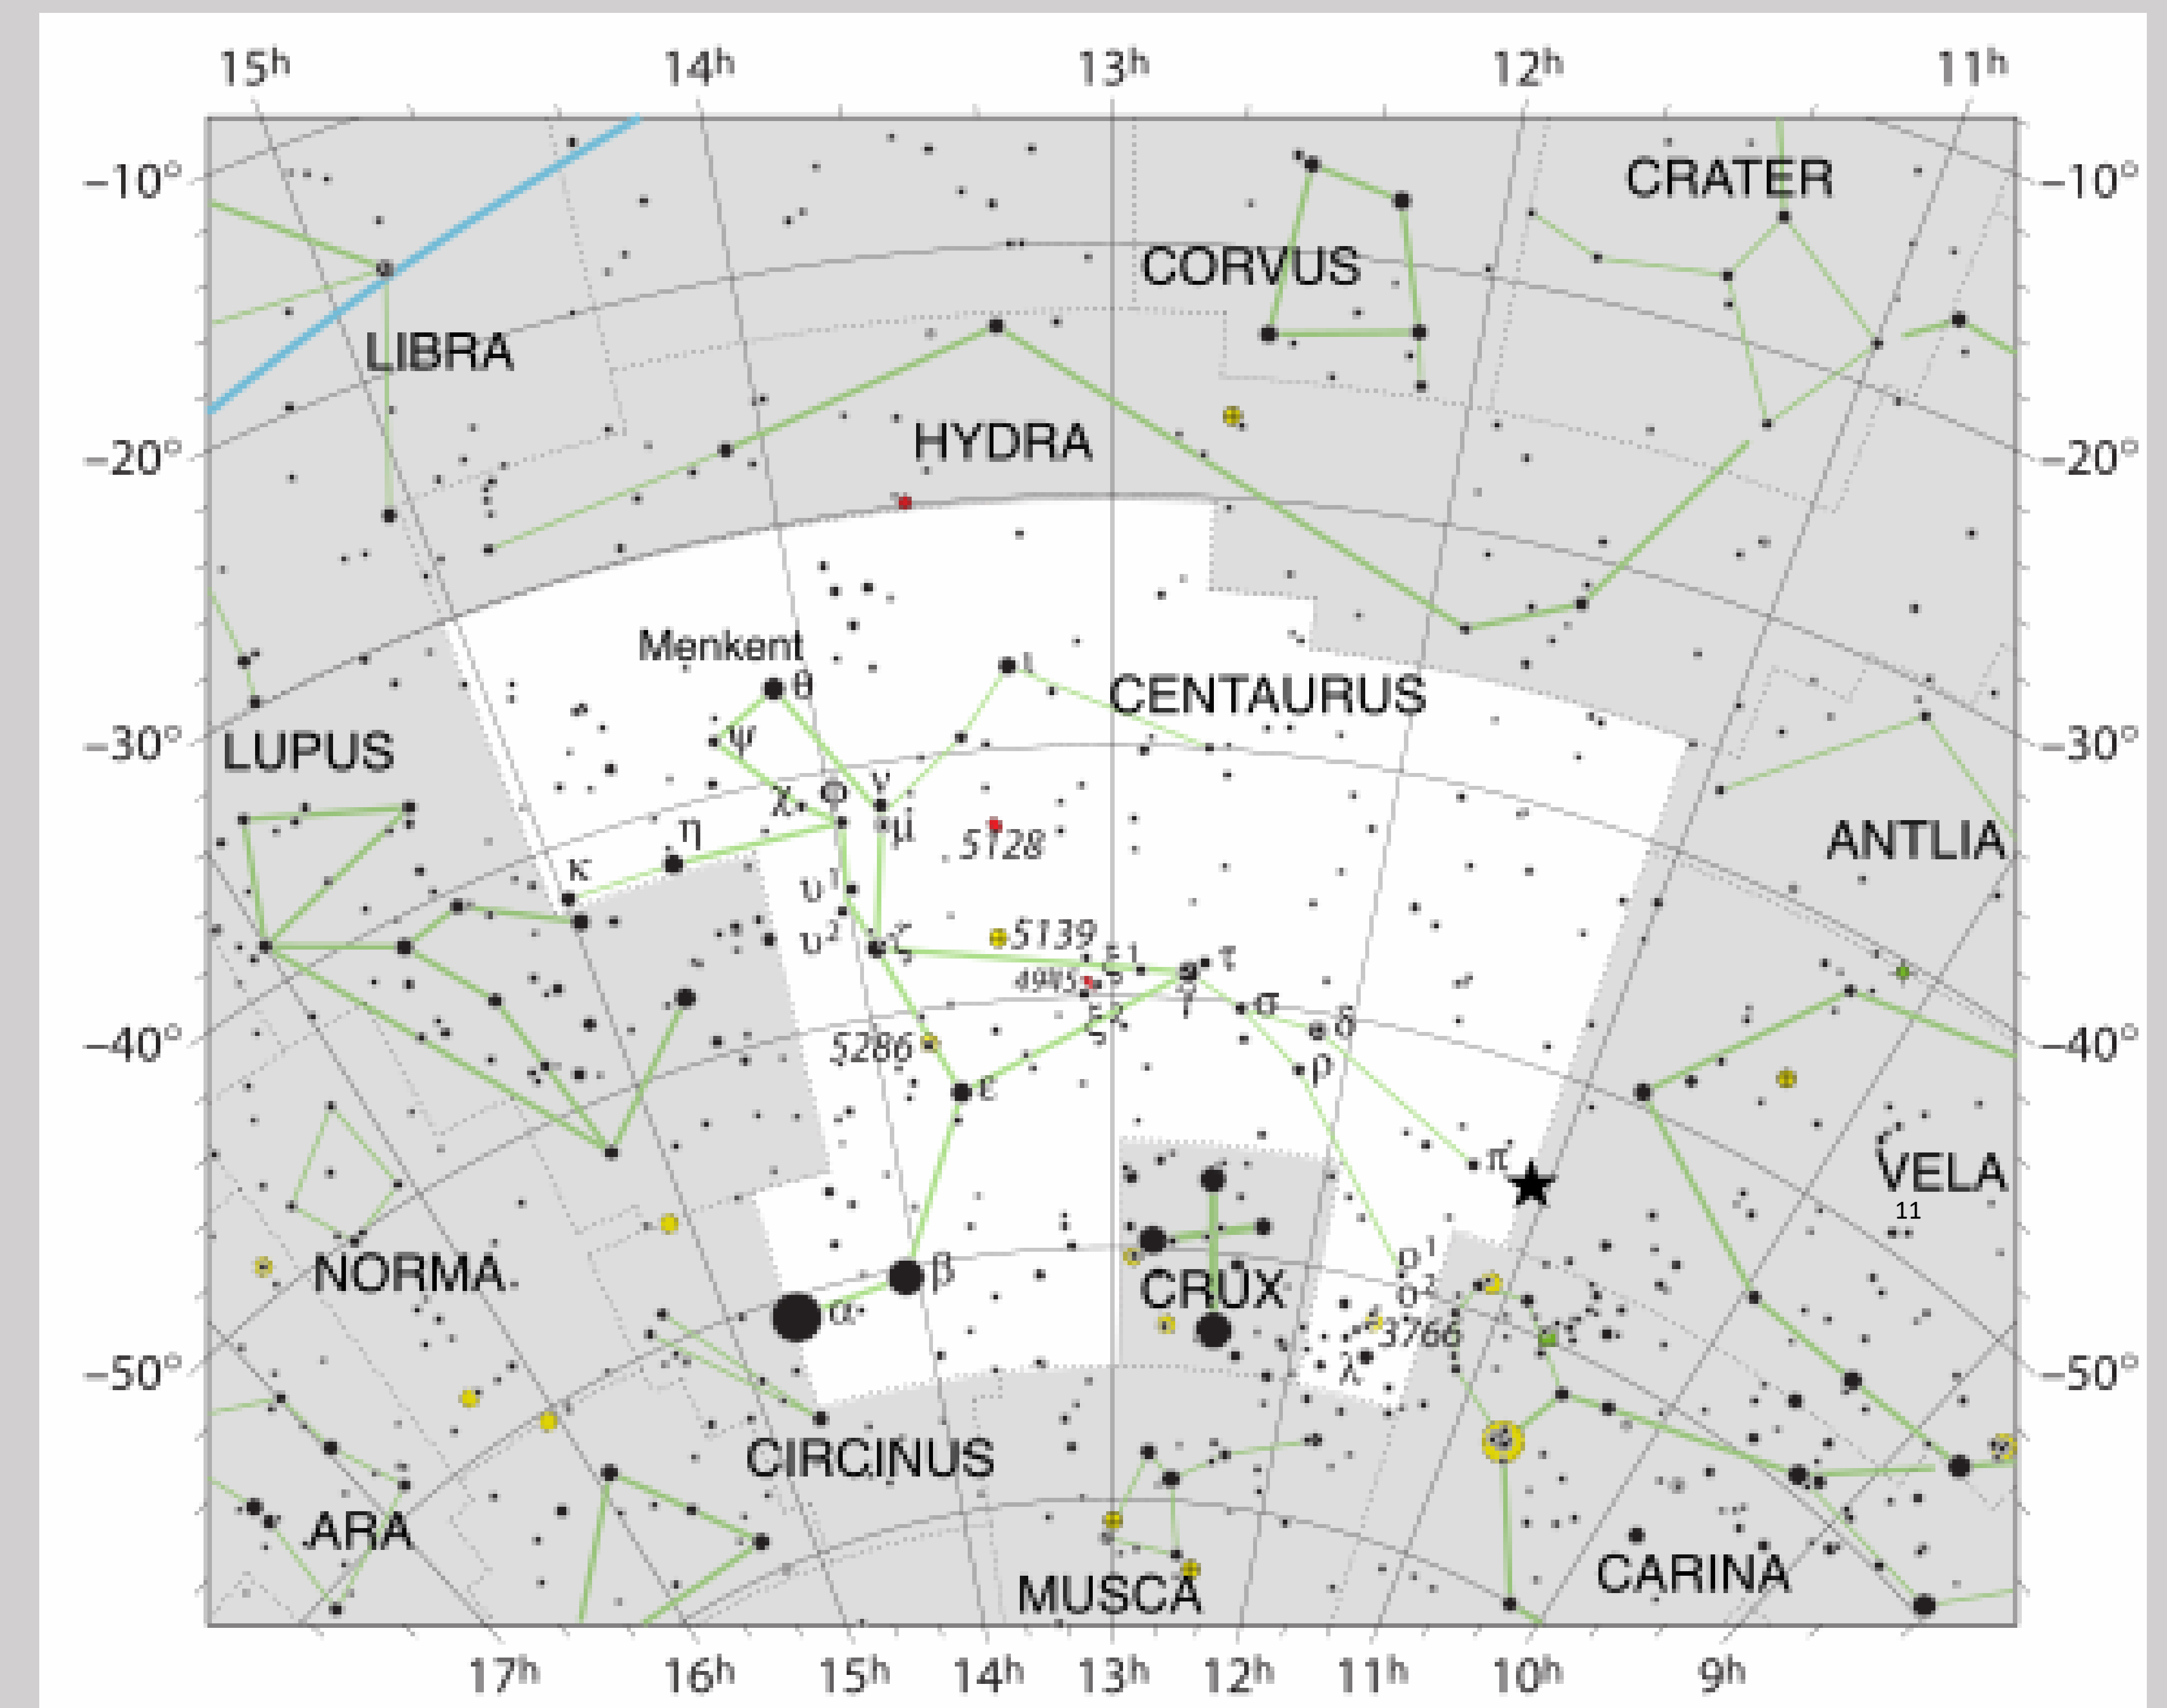 15h 14h 13h 12h 11h
−10° CRATER −10°
CORVUS
LIBRA
−20° HYDRA −20°
Menkent
θ ι CENTAURUS
−30° LUPUS ψ −30°
ν
χ φ
η μ 5128 ANTLIA
κ
υ1
υ2 ζ 5139 ξ1 τ
4945 γ
ξ2 σ δ
−40° 5286 −40°
ε ρ
π VELA
11
NORMA β CRUX ο1
α ο2
3766
−50° λ −50°
CIRCINUS
ARA CARINA
MUSCA
17h 16h 15h 14h 13h 12h 11h 10h 9h